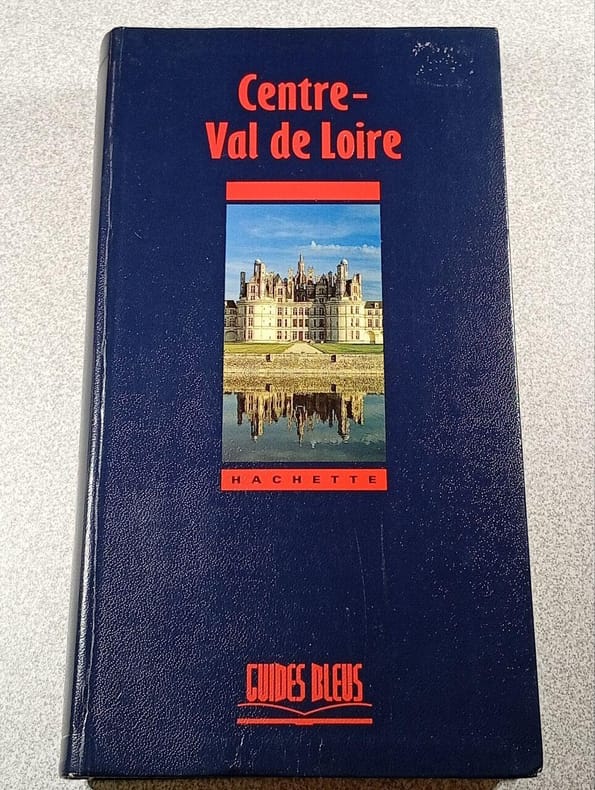 Centre-
Val de Loire
HACHETTE
GUIDES BLEUS